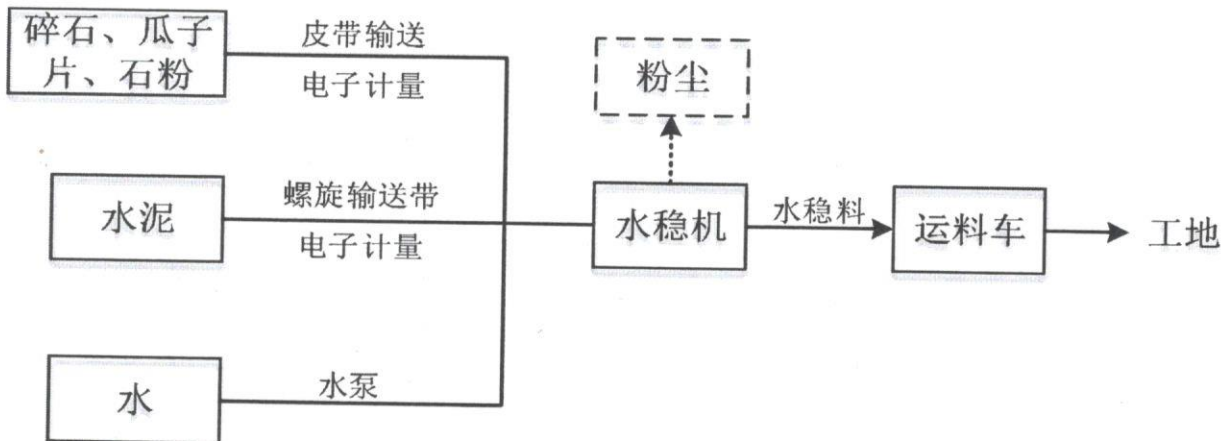 碎石、瓜子
片、石粉
皮带输送
电子计量
粉尘
水泥
螺旋输送带
电子计量
水稳机
水稳料
运料车
工地
水
水泵